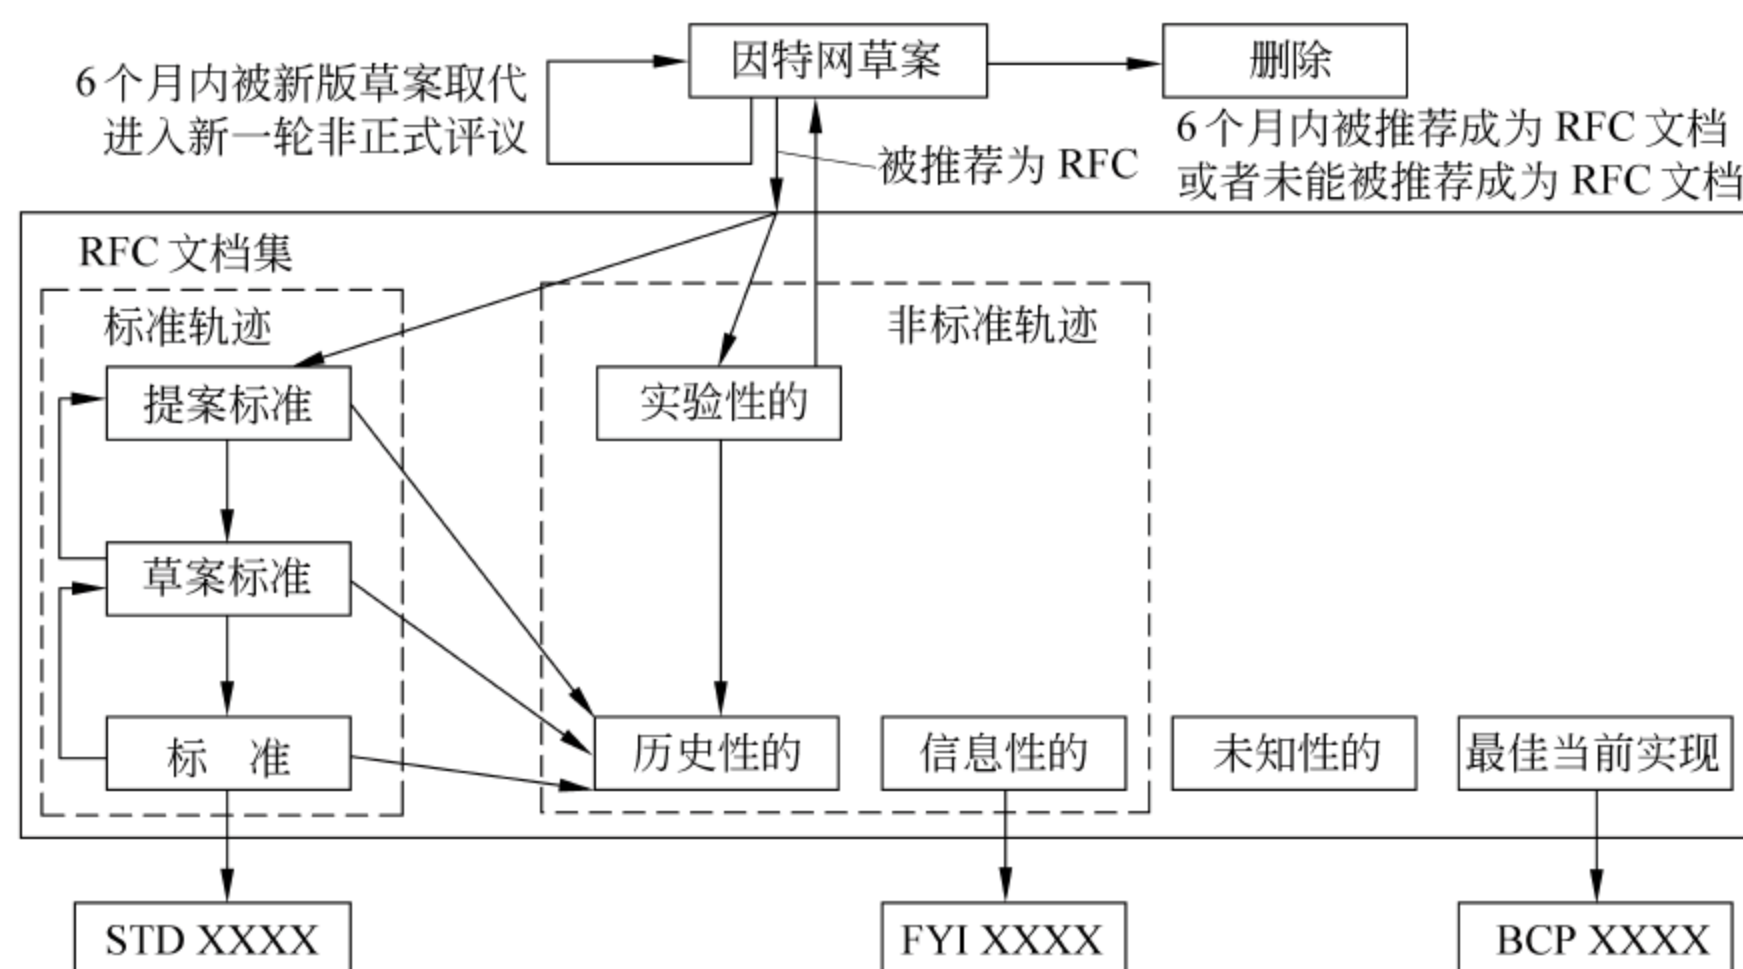 因特网草案
删除
6个月内被新版草案取代
进入新一轮非正式评议
6个月内被推荐成为 RFC 文档
或者未能被推荐成为 RFC 文档
被推荐为 RFC
RFC 文档集
标准轨迹
非标准轨迹
提案标准
实验性的
草案标准
标 准
历史性的
信息性的
未知性的
最佳当前实现
STD XXXX
FYI XXXX
BCP XXXX